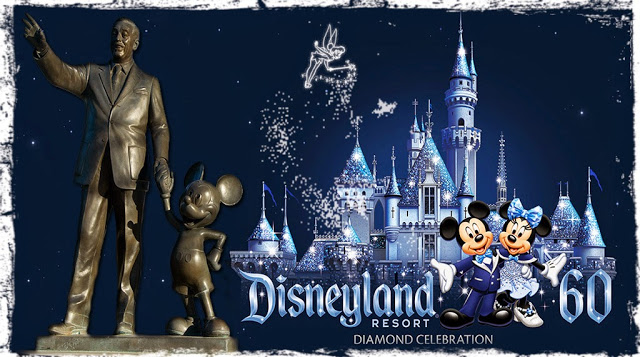 Disneyland 60
RESORT
DIAMOND CELEBRATION